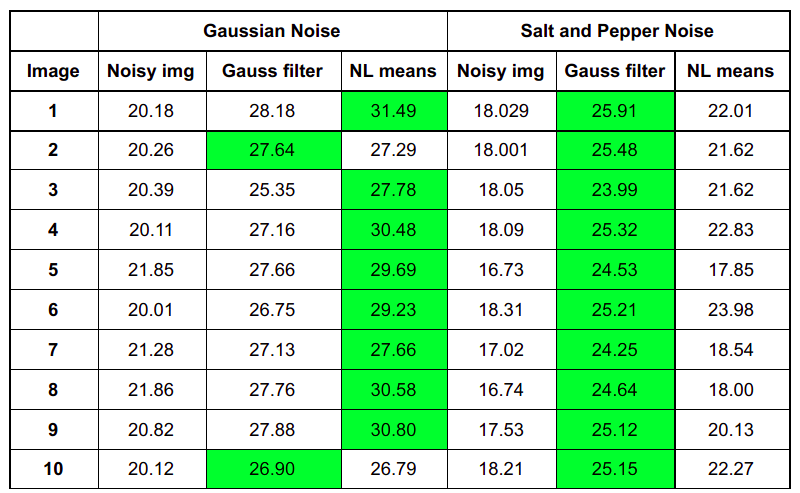 Gaussian Noise Salt and Pepper Noise
Image Noisy img Gauss filter NL means Noisy img Gauss filter NL means
1 20.18 28.18 31.49 18.029 25.91 22.01
2 20.26 27.64 27.29 18.001 25.48 21.62
3 20.39 25.35 27.78 18.05 23.99 21.62
4 20.11 27.16 30.48 18.09 25.32 22.83
5 21.85 27.66 29.69 16.73 24.53 17.85
6 20.01 26.75 29.23 18.31 25.21 23.98
7 21.28 27.13 27.66 17.02 24.25 18.54
8 21.86 27.76 30.58 16.74 24.64 18.00
9 20.82 27.88 30.80 17.53 25.12 20.13
10 20.12 26.90 26.79 18.21 25.15 22.27